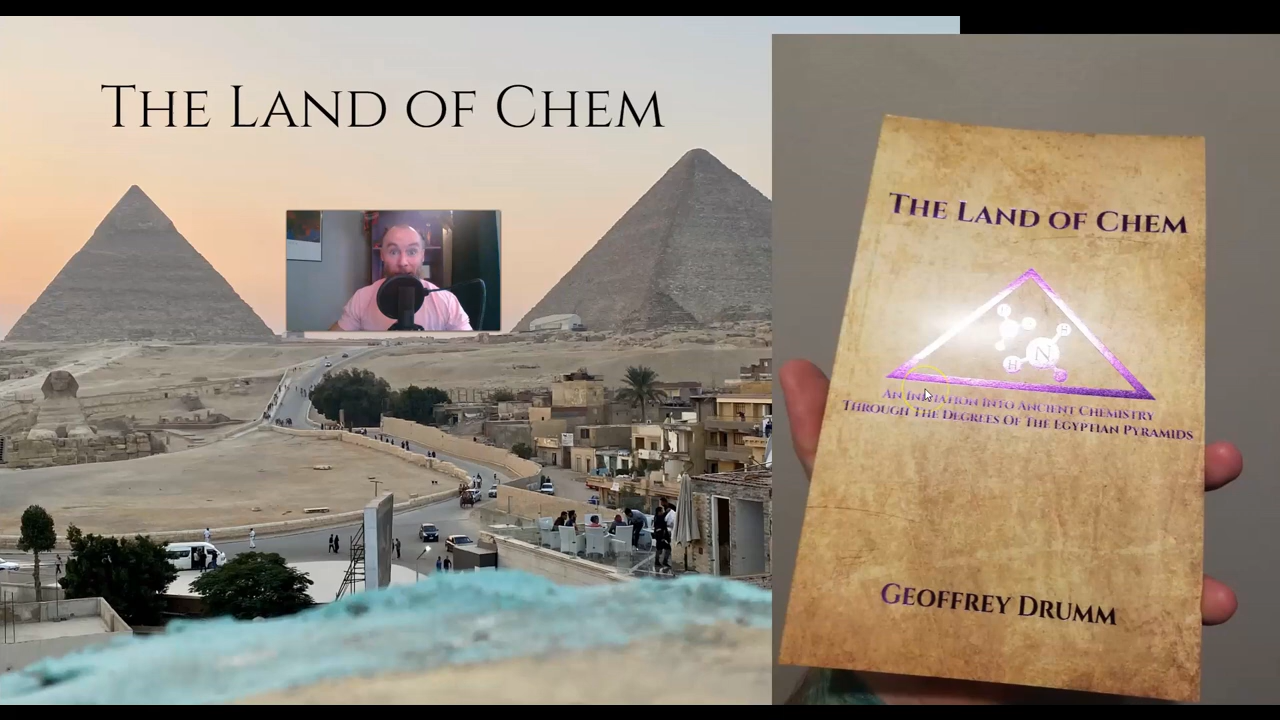 THE LAND OF CHEM
THE LAND OF CHEM
N
H
S
AN INITIATION INTO ANCIENT CHEMISTRY
THROUGH THE DEGREES OF THE EGYPTIAN PYRAMIDS
GEOFFREY DRUMM